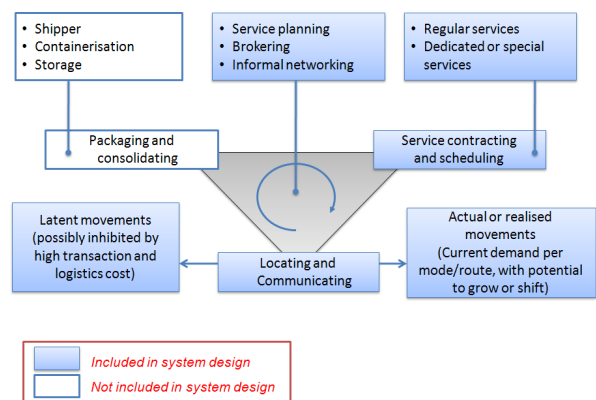 • Shipper
• Containerisation
• Storage
• Service planning
• Brokering
• Informal networking
• Regular services
• Dedicated or special
services
Packaging and
consolidating
Service contracting
and scheduling
Latent movements
(possibly inhibited by
high transaction and
logistics cost)
Locating and
Communicating
Actual or realised
movements
(Current demand per
mode/route, with potential
to grow or shift)
Included in system design
Not included in system design